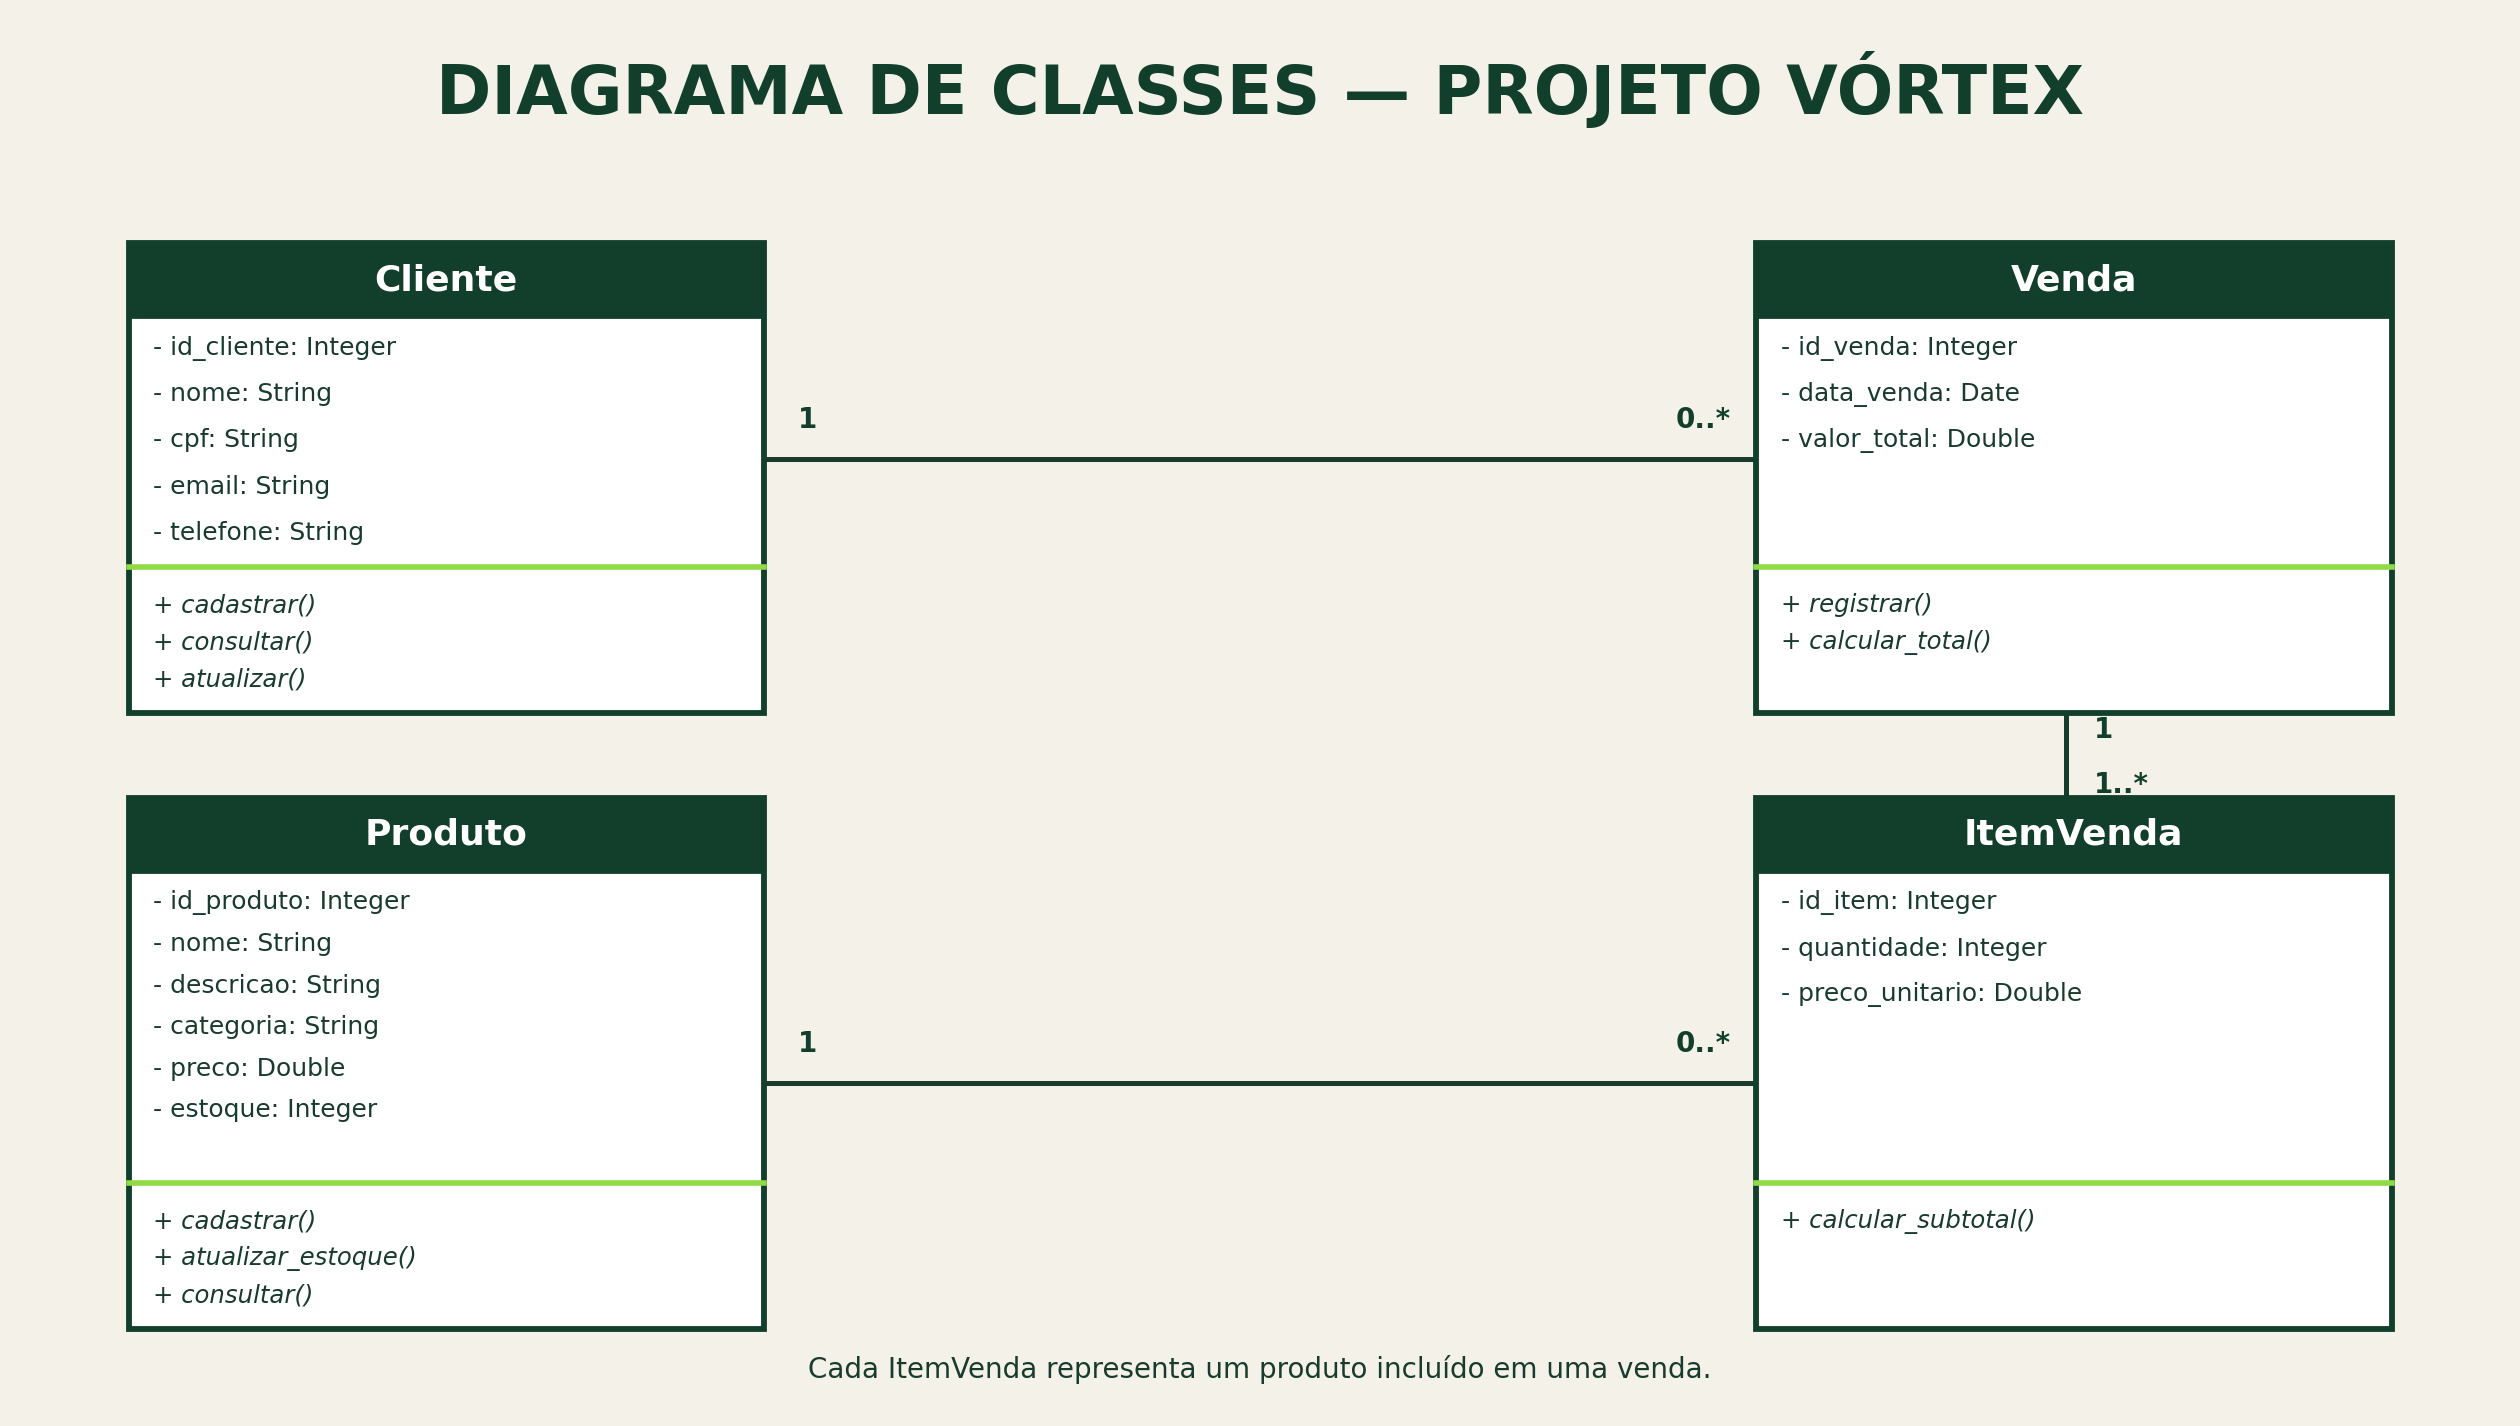 DIAGRAMA DE CLASSES — PROJETO VÓRTEX
Cliente
- id_cliente: Integer
- nome: String
- cpf: String
- email: String
- telefone: String
+ cadastrar()
+ consultar()
+ atualizar()
1
0..*
Venda
- id_venda: Integer
- data_venda: Date
- valor_total: Double
+ registrar()
+ calcular_total()
1
1..*
Produto
- id_produto: Integer
- nome: String
- descricao: String
- categoria: String
- preco: Double
- estoque: Integer
+ cadastrar()
+ atualizar_estoque()
+ consultar()
1
0..*
ItemVenda
- id_item: Integer
- quantidade: Integer
- preco_unitario: Double
+ calcular_subtotal()
Cada ItemVenda representa um produto incluído em uma venda.